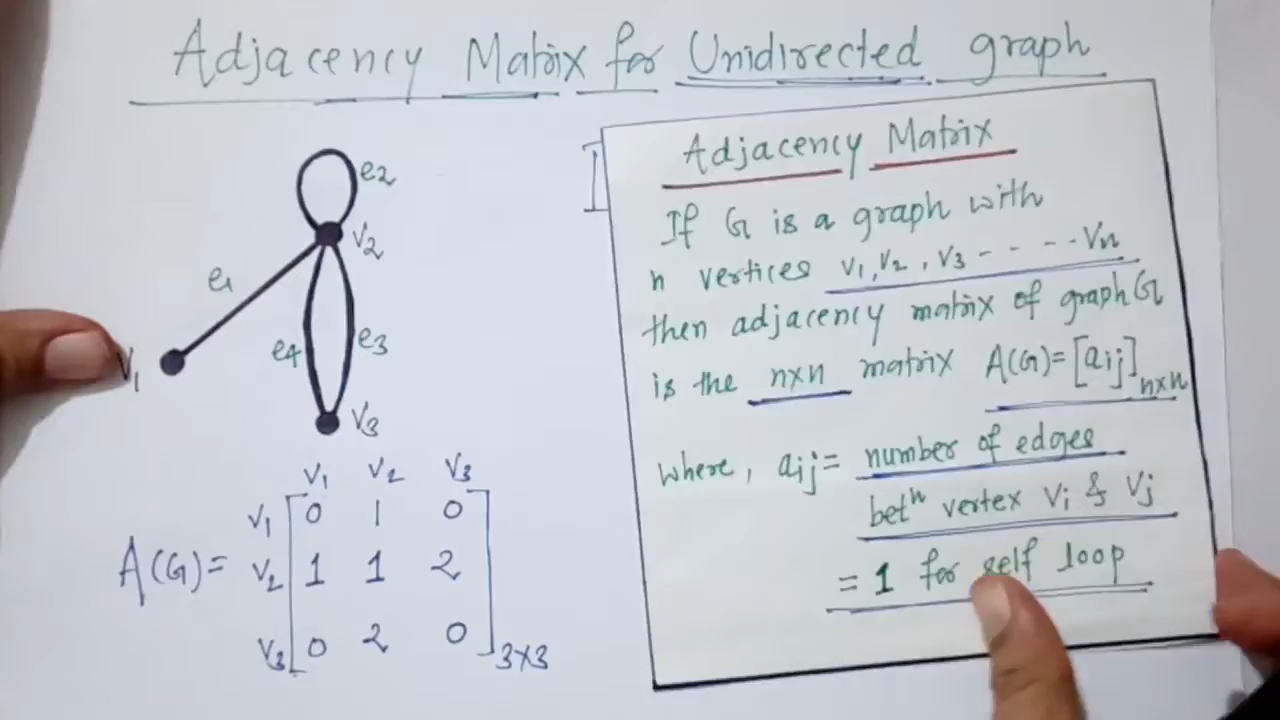 Adjacency Matrix for Unidirected graph
e2
v2
e1
e4
e3
v1
v3
v1 v2 v3
v1 0 1 0
A(G)= v2 1 1 2
v3 0 2 0
3x3
Adjacency Matrix
If G is a graph with
n vertices v1, v2, v3 - - - - Vn
then adjacency matrix of graph G
is the nxn matrix A(G)=[aij]nxn
where, aij= number of edges
betn vertex Vi & Vj
= 1 for self loop